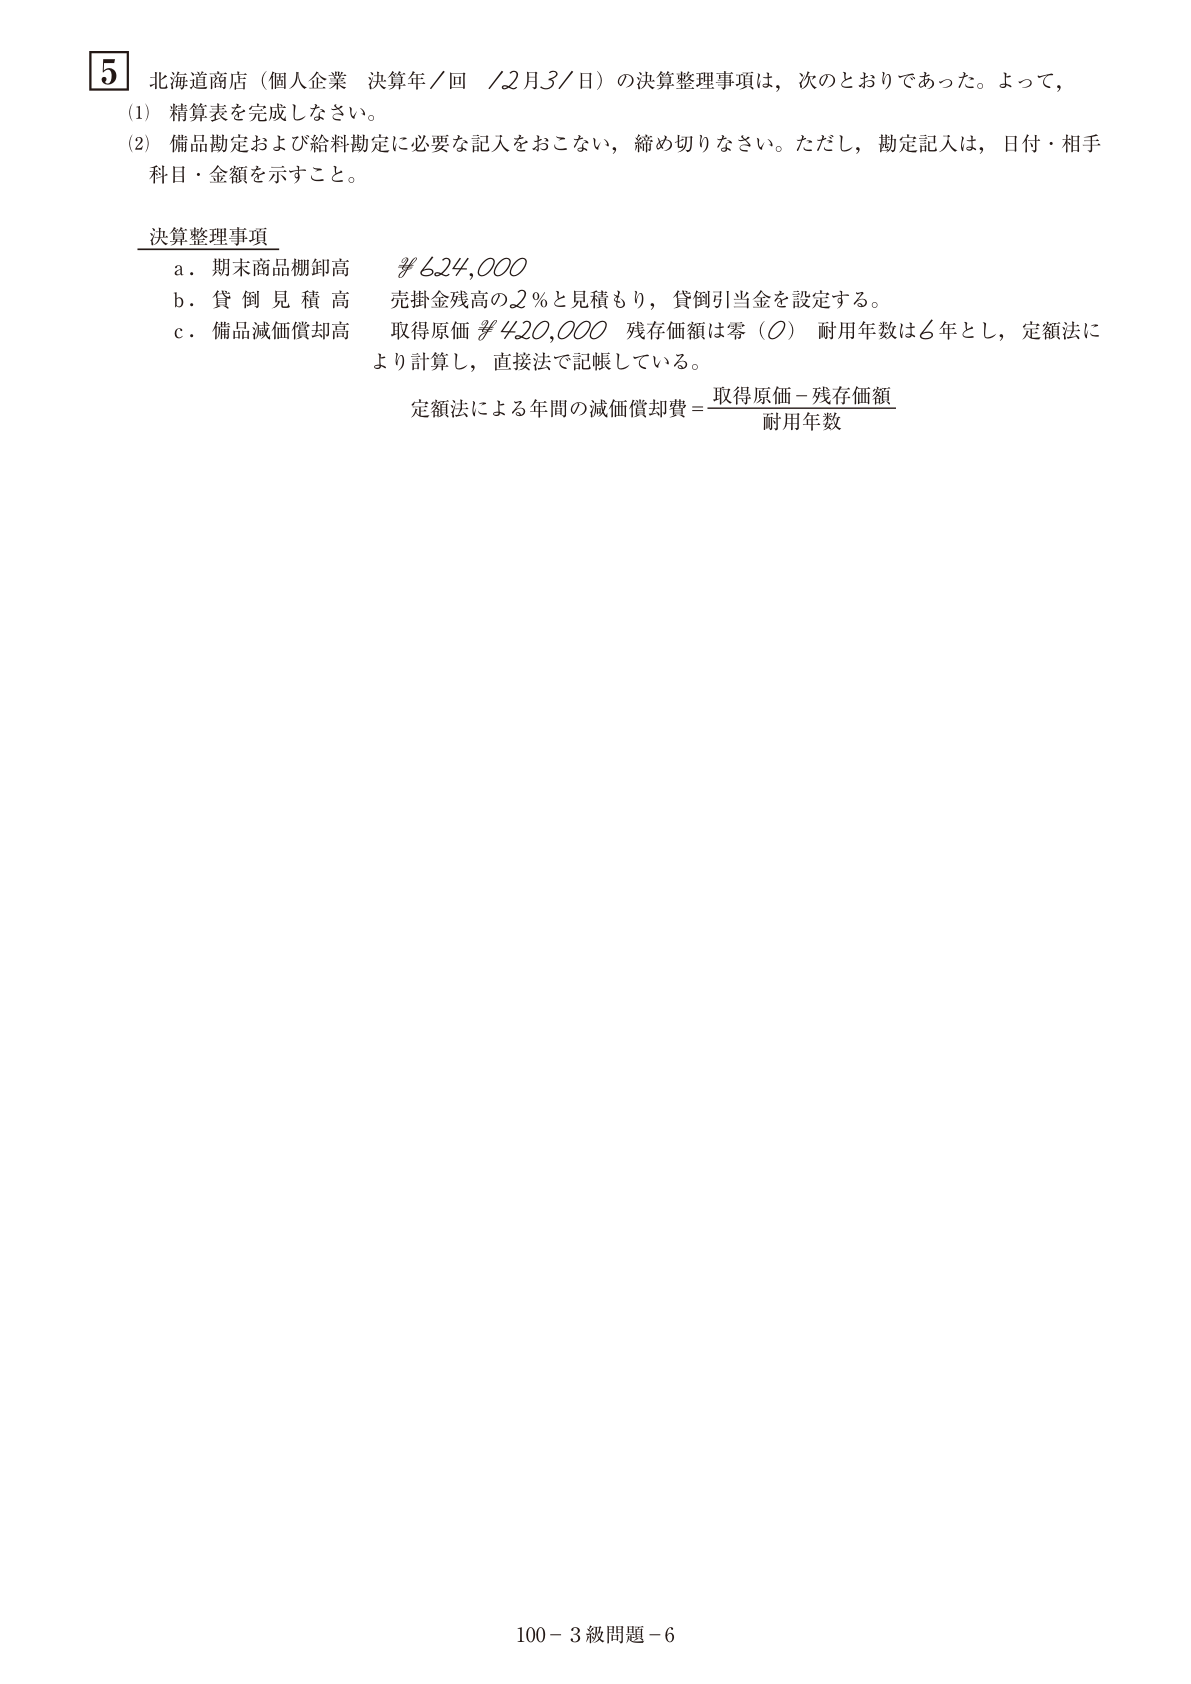 5 北海道商店（個人企業　決算年1回　12月31日）の決算整理事項は，次のとおりであった。よって，
⑴　精算表を完成しなさい。
⑵　備品勘定および給料勘定に必要な記入をおこない，締め切りなさい。ただし，勘定記入は，日付・相手
科目・金額を示すこと。
決算整理事項
a．期末商品棚卸高　¥624,000
b．貸倒見積高　売掛金残高の2％と見積もり，貸倒引当金を設定する。
c．備品減価償却高　取得原価¥420,000　残存価額は零（0）　耐用年数は6年とし，定額法に
より計算し，直接法で記帳している。
定額法による年間の減価償却費＝取得原価－残存価額
耐用年数
100－３級問題－6